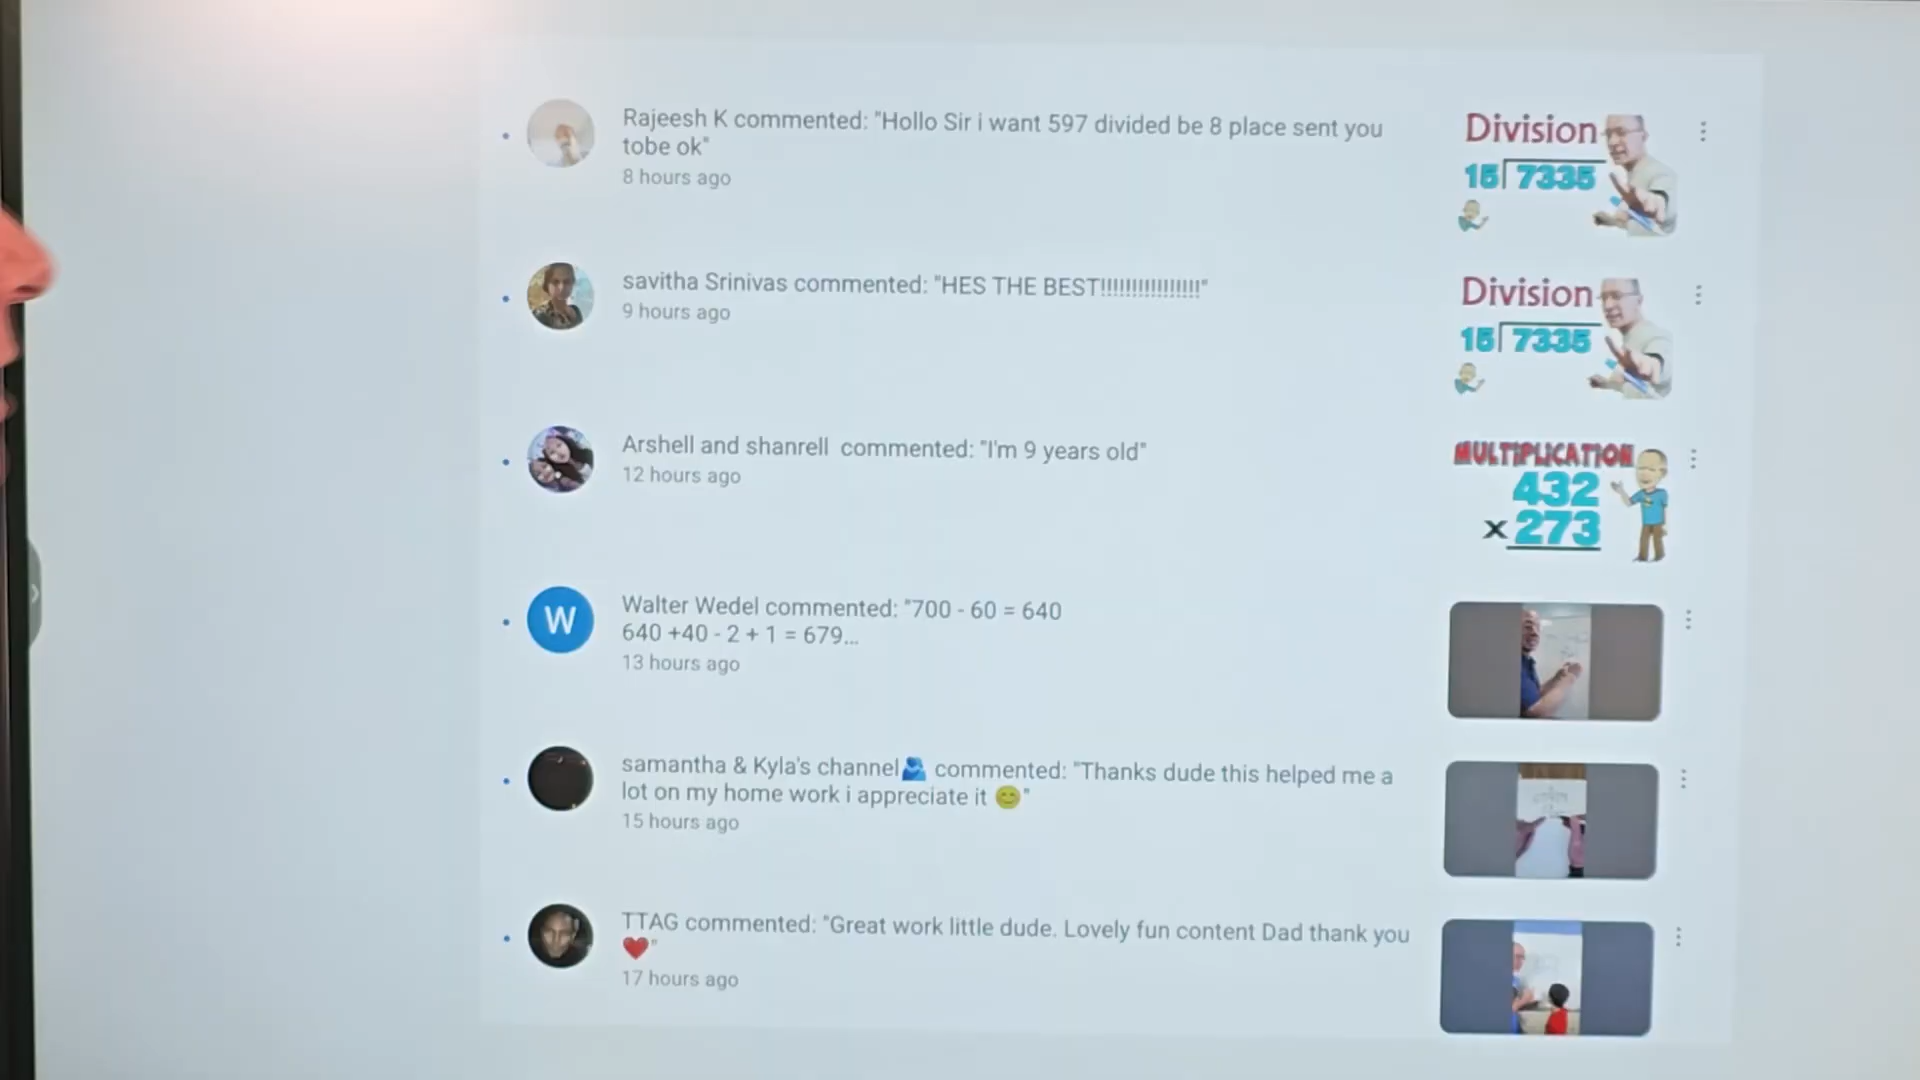 Rajeesh K commented: "Hollo Sir i want 597 divided be 8 place sent you
tobe ok"
8 hours ago
Division
15 7335
savitha Srinivas commented: "HES THE BEST!!!!!!!!!!!!!!!!"
9 hours ago
Division
15 7335
Arshell and shanrell commented: "I'm 9 years old"
12 hours ago
MULTIPLICATION
432
x 273
W
Walter Wedel commented: "700 - 60 = 640
640 +40 - 2 + 1 = 679...
13 hours ago
samantha & Kyla's channel🫂 commented: "Thanks dude this helped me a
lot on my home work i appreciate it 😊"
15 hours ago
TTAG commented: "Great work little dude. Lovely fun content Dad thank you
❤️"
17 hours ago